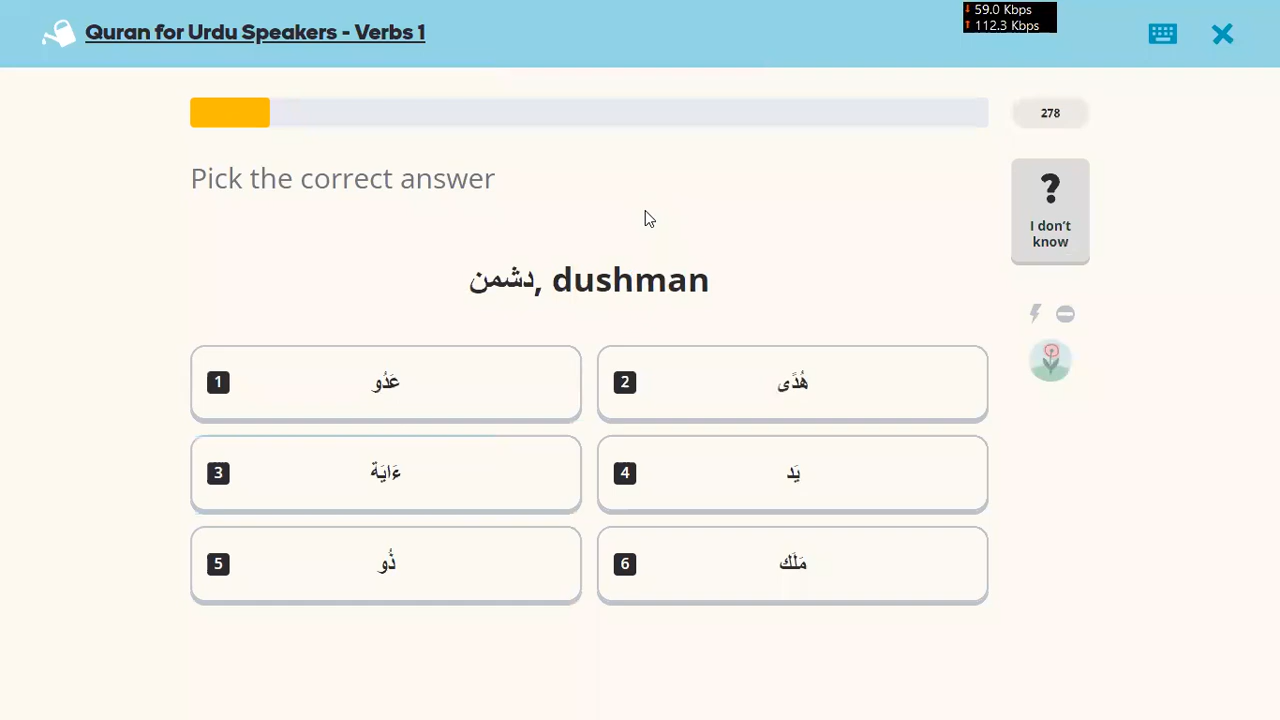 Quran for Urdu Speakers - Verbs 1
↓ 59.0 Kbps
↑ 112.3 Kbps
278
Pick the correct answer
?
I don't know
دشمن, dushman
1 عَدُو
2 هُدًى
3 ءَايَة
4 يَد
5 ذُو
6 مَلَك